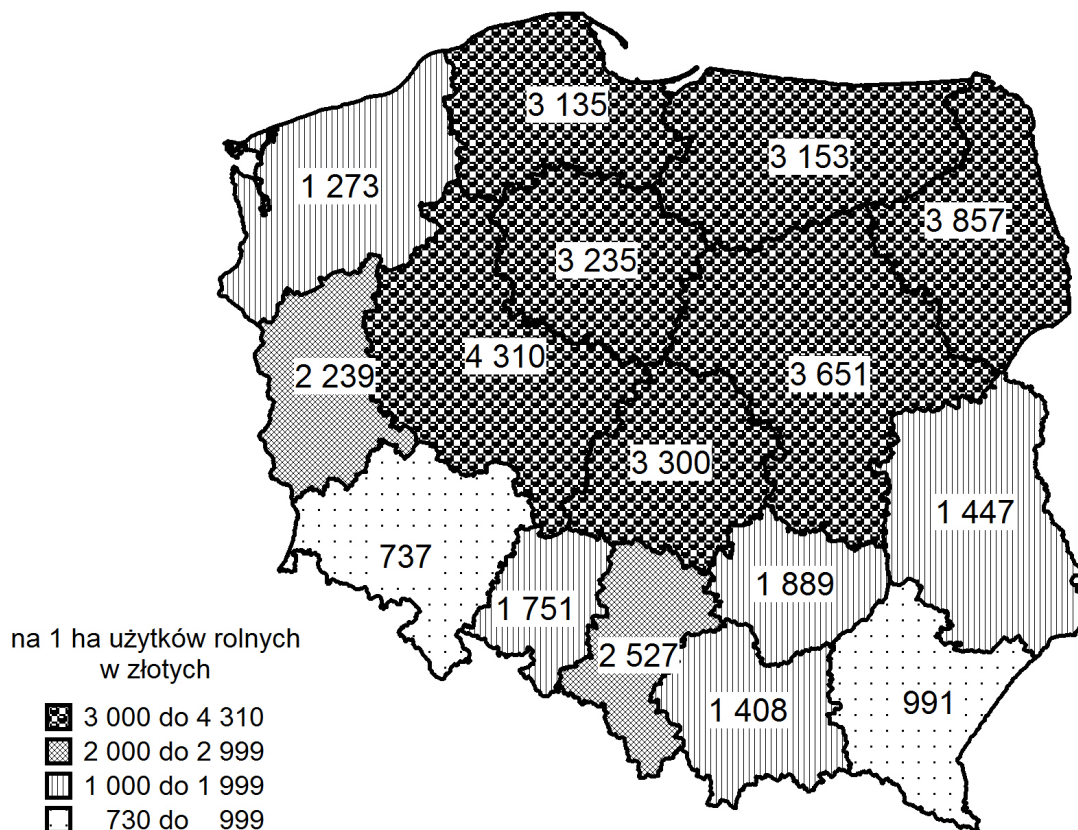 3 135
3 153
1 273
3 857
3 235
4 310
2 239
3 651
3 300
1 447
737
1 889
1 751
2 527
991
1 408
na 1 ha użytków rolnych
w złotych
3 000 do 4 310
2 000 do 2 999
1 000 do 1 999
730 do 999